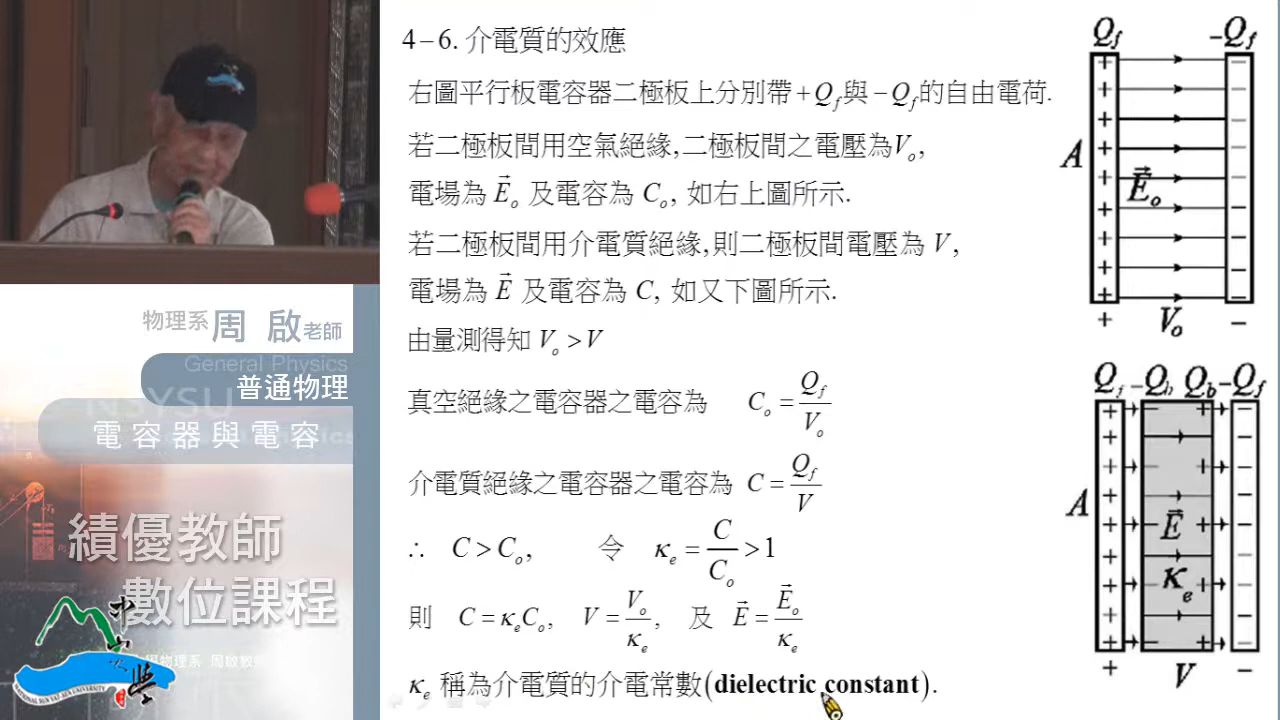 4－6. 介電質的效應
右圖平行板電容器二極板上分別帶 +Q_f 與 −Q_f 的自由電荷.
若二極板間用空氣絕緣,二極板間之電壓為V_o,
電場為 E⃗_o 及電容為 C_o, 如右上圖所示.
若二極板間用介電質絕緣,則二極板間電壓為 V,
電場為 E⃗ 及電容為 C, 如又下圖所示.
由量測得知 V_o > V
真空絕緣之電容器之電容為 C_o = Q_f / V_o
介電質絕緣之電容器之電容為 C = Q_f / V
∴ C > C_o, 令 κ_e = C / C_o > 1
則 C = κ_e C_o, V = V_o / κ_e, 及 E⃗ = E⃗_o / κ_e
κ_e 稱為介電質的介電常數(dielectric constant).
Q_f −Q_f
A
E⃗_o
+ V_o −
Q_f −Q_b Q_b −Q_f
A
E⃗
κ_e
+ V −
物理系 周 啟 老師
General Physics
普通物理
NSYSU
電容器與電容
績優教師
數位課程
中山大學